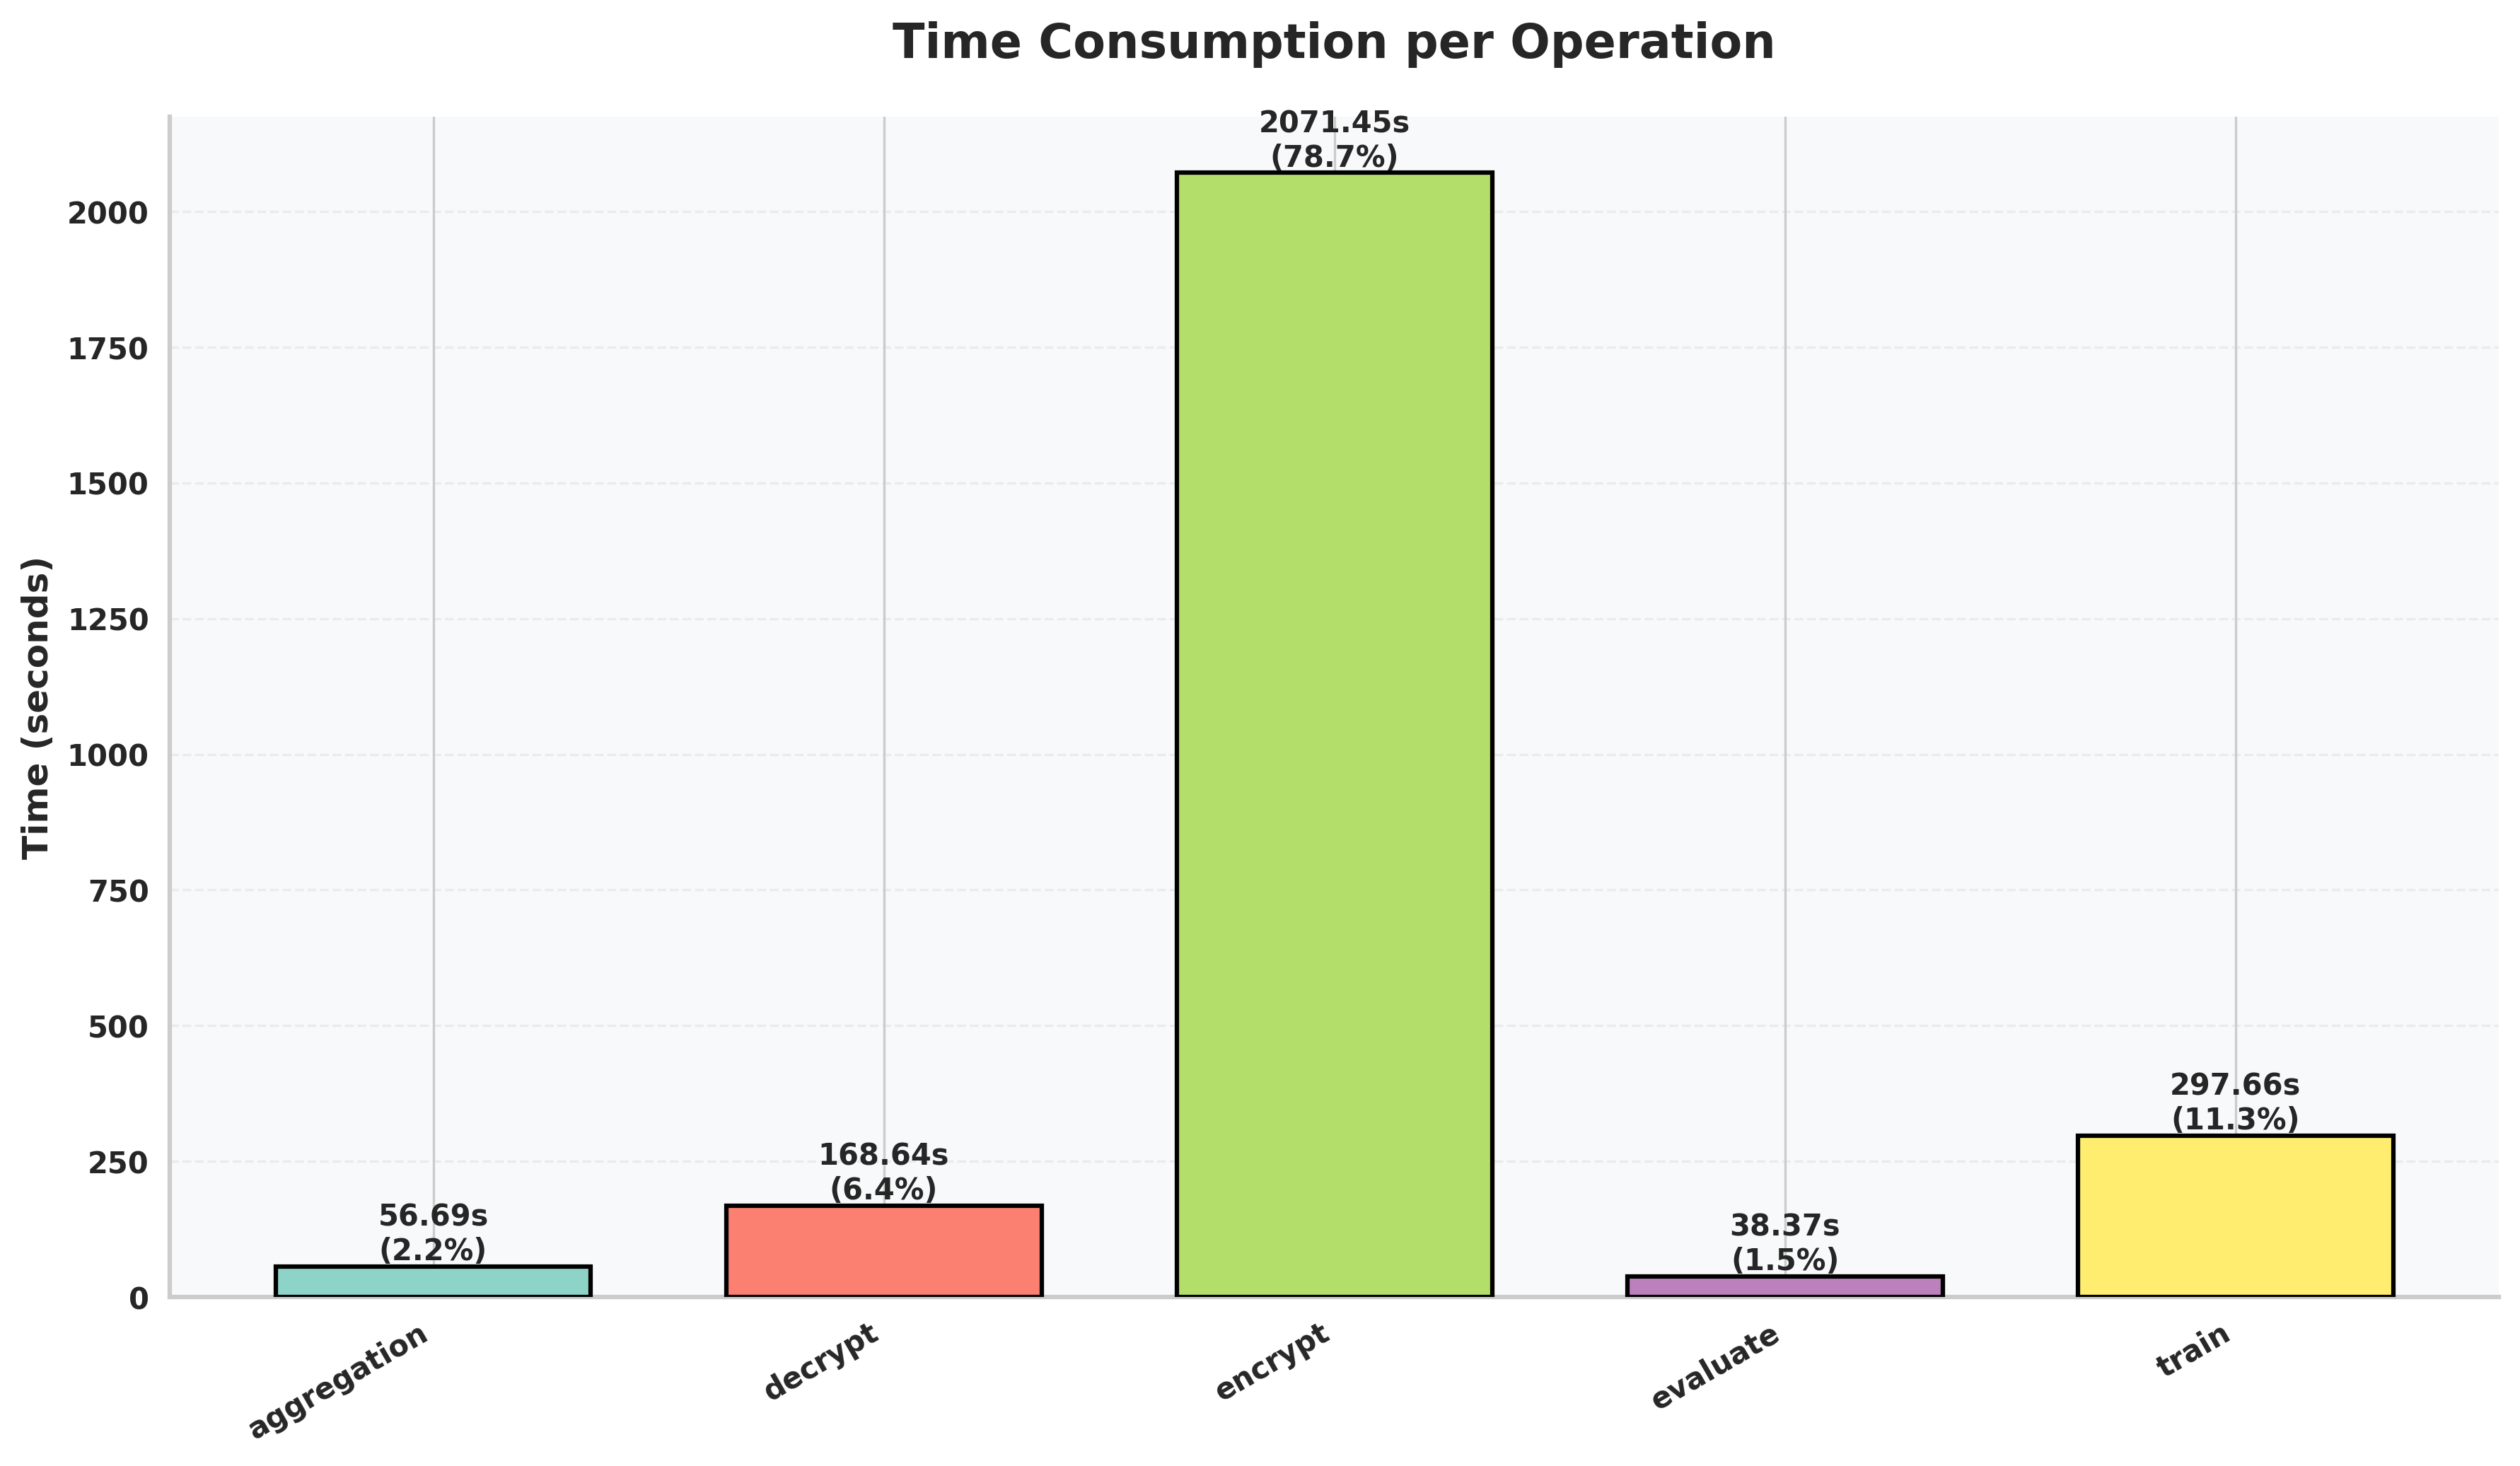 Time Consumption per Operation
Time (seconds)
2000
1750
1500
1250
1000
750
500
250
0
56.69s
(2.2%)
168.64s
(6.4%)
2071.45s
(78.7%)
38.37s
(1.5%)
297.66s
(11.3%)
aggregation
decrypt
encrypt
evaluate
train